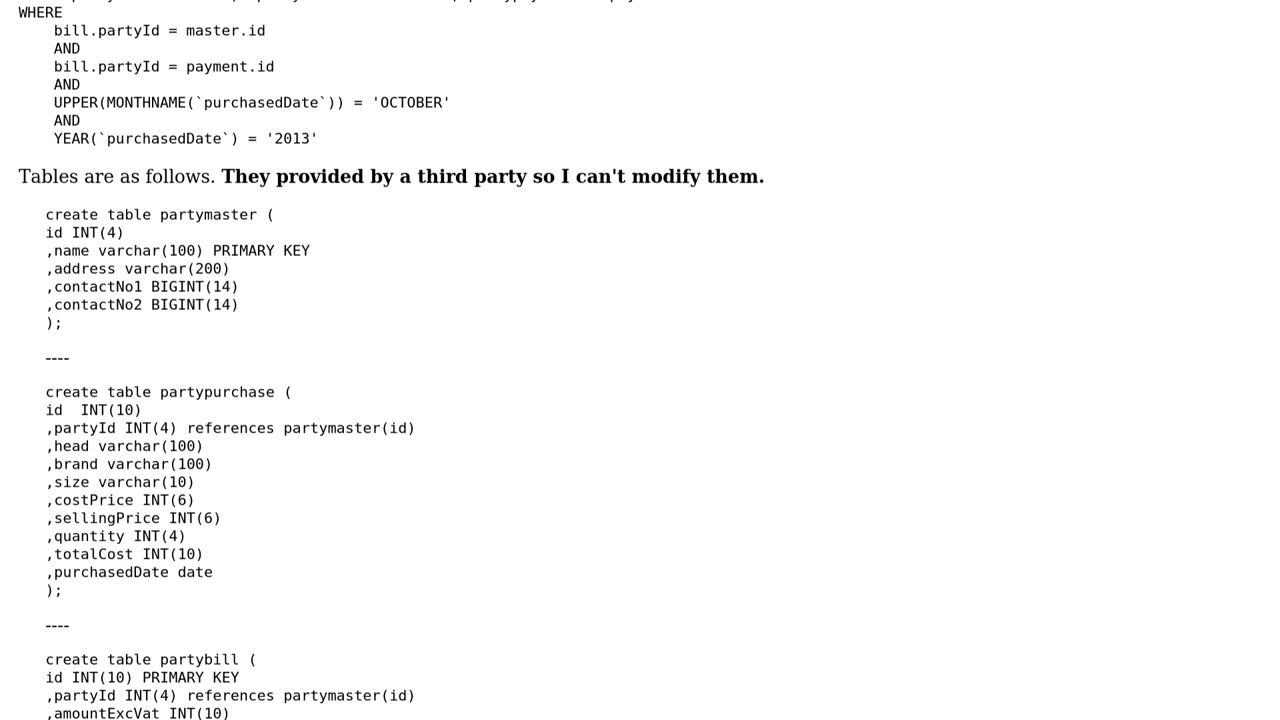 WHERE
bill.partyId = master.id
AND
bill.partyId = payment.id
AND
UPPER(MONTHNAME(`purchasedDate`)) = 'OCTOBER'
AND
YEAR(`purchasedDate`) = '2013'
Tables are as follows. They provided by a third party so I can't modify them.
create table partymaster (
id INT(4)
,name varchar(100) PRIMARY KEY
,address varchar(200)
,contactNo1 BIGINT(14)
,contactNo2 BIGINT(14)
);
----
create table partypurchase (
id  INT(10)
,partyId INT(4) references partymaster(id)
,head varchar(100)
,brand varchar(100)
,size varchar(10)
,costPrice INT(6)
,sellingPrice INT(6)
,quantity INT(4)
,totalCost INT(10)
,purchasedDate date
);
----
create table partybill (
id INT(10) PRIMARY KEY
,partyId INT(4) references partymaster(id)
,amountExcVat INT(10)